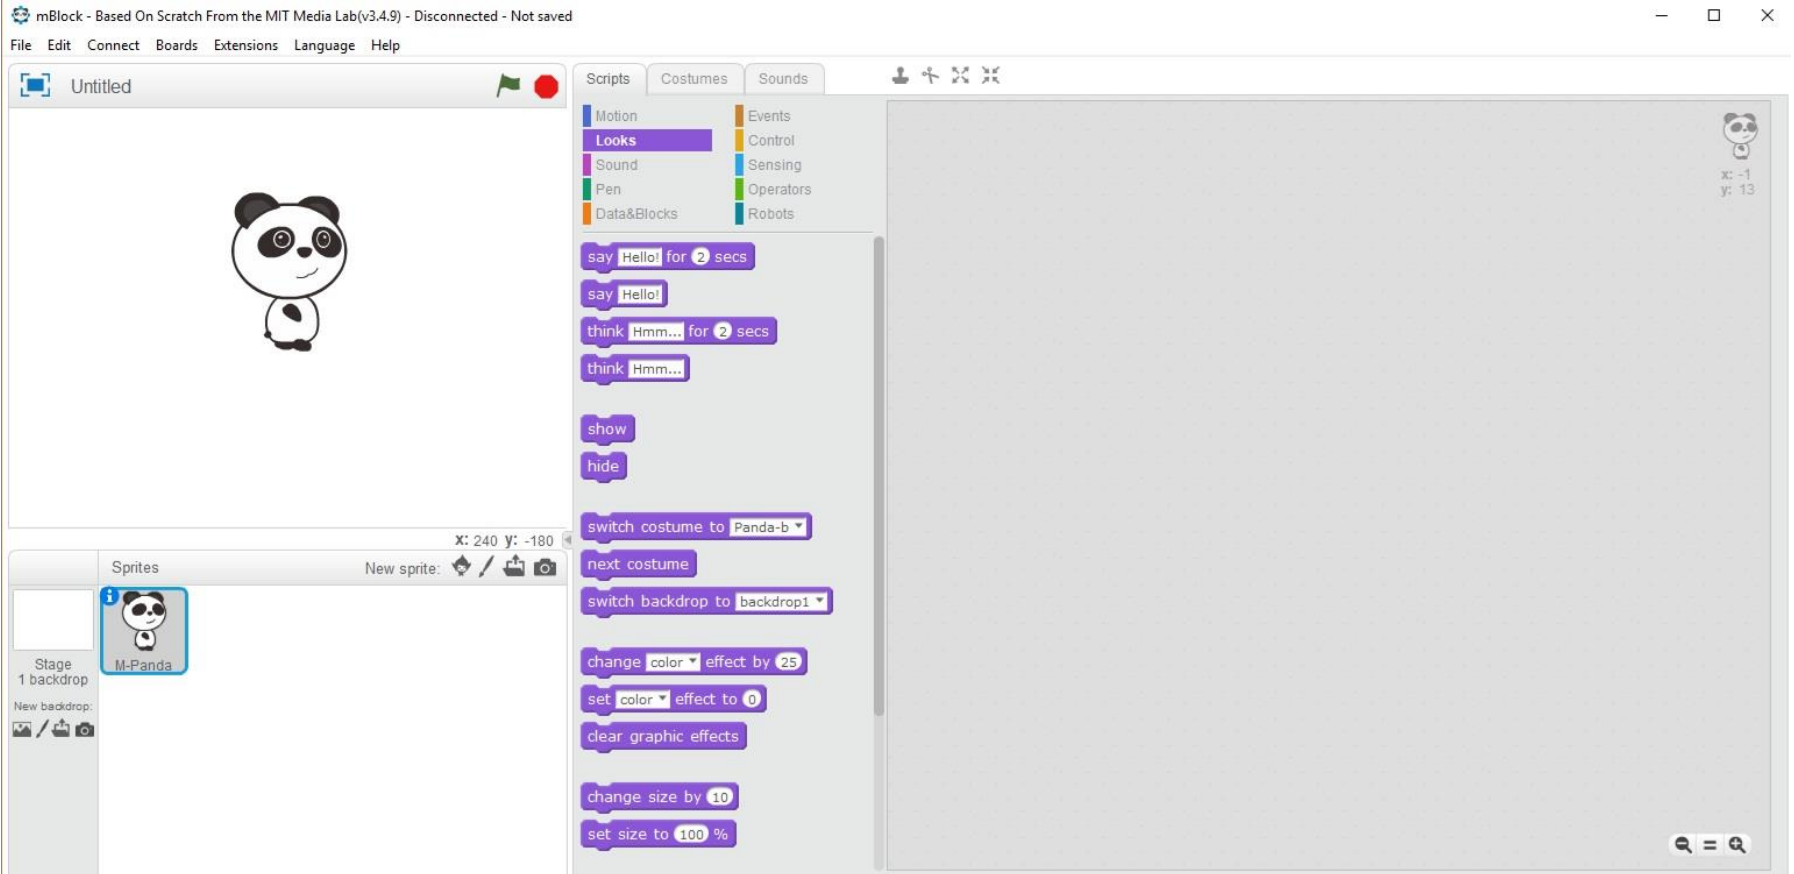 mBlock - Based On Scratch From the MIT Media Lab(v3.4.9) - Disconnected - Not saved
File Edit Connect Boards Extensions Language Help
Untitled
x: 240 y: -180
Sprites
New sprite:
Stage
1 backdrop
New backdrop:
M-Panda
Scripts Costumes Sounds
Motion Events
Looks Control
Sound Sensing
Pen Operators
Data&Blocks Robots
say Hello! for 2 secs
say Hello!
think Hmm... for 2 secs
think Hmm...
show
hide
switch costume to Panda-b
next costume
switch backdrop to backdrop1
change color effect by 25
set color effect to 0
clear graphic effects
change size by 10
set size to 100 %
x: -1
y: 13